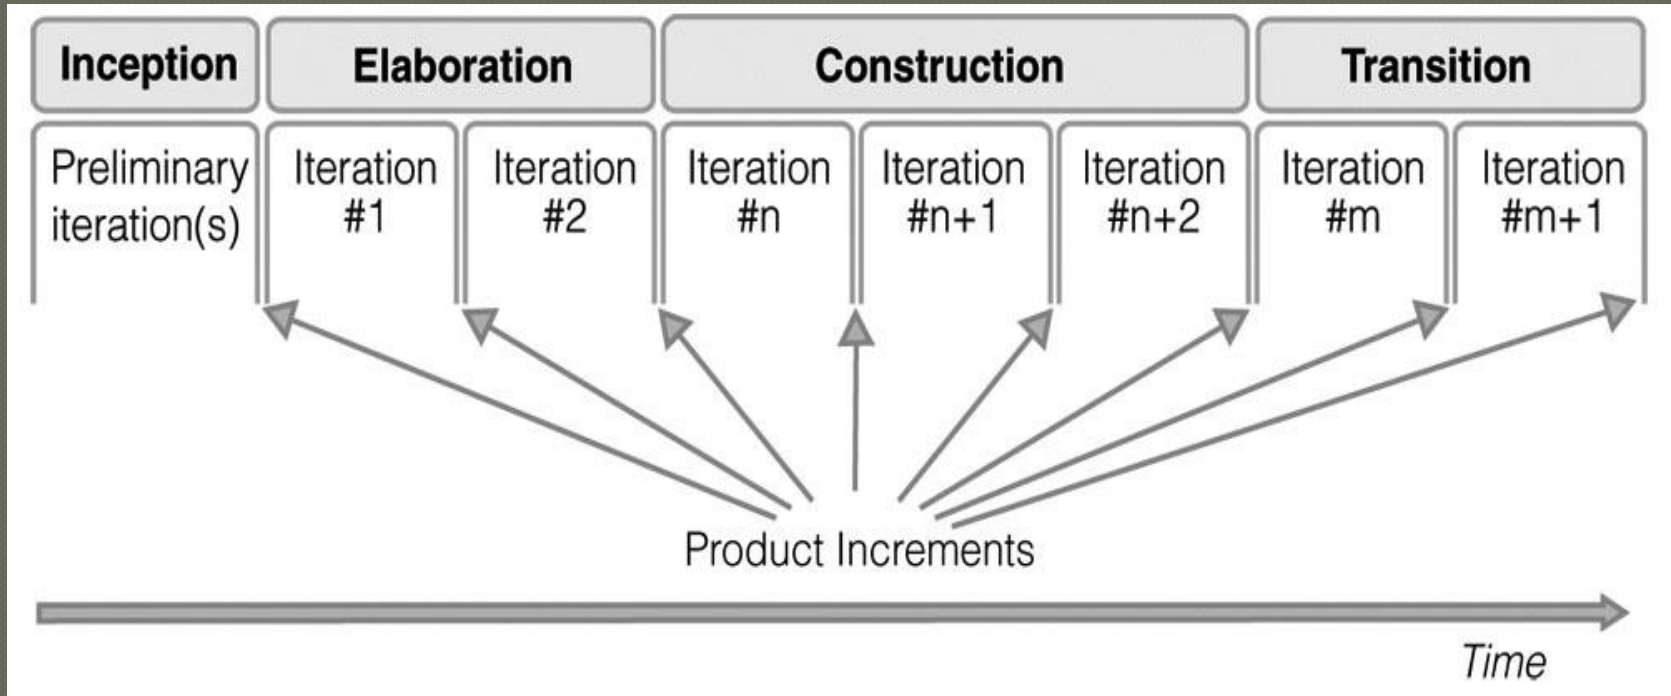 Inception
Elaboration
Construction
Transition
Preliminary
iteration(s)
Iteration
#1
Iteration
#2
Iteration
#n
Iteration
#n+1
Iteration
#n+2
Iteration
#m
Iteration
#m+1
Product Increments
Time